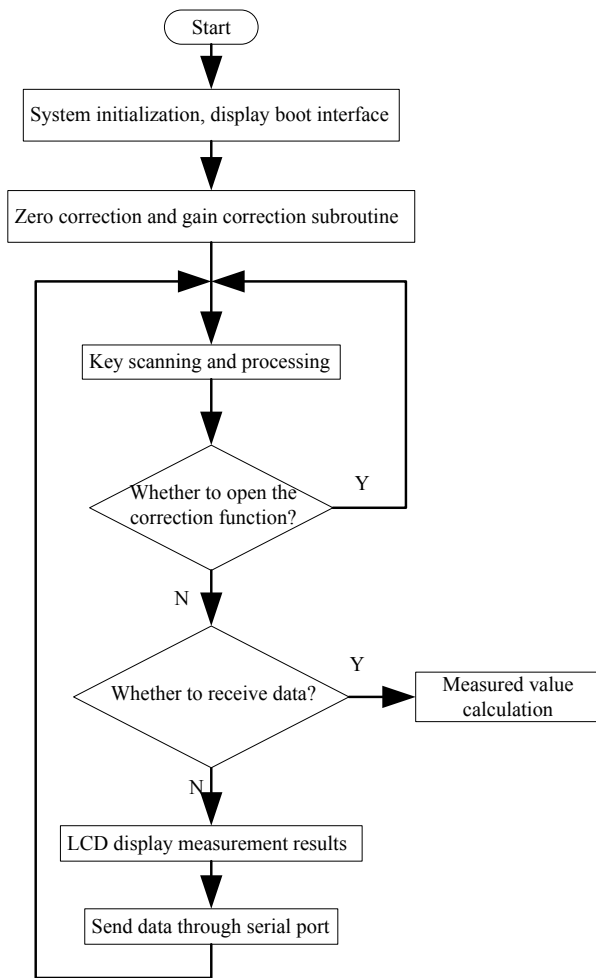 Start
System initialization, display boot interface
Zero correction and gain correction subroutine
Key scanning and processing
Whether to open the
correction function?
Y
N
Whether to receive data?
Y
Measured value
calculation
N
LCD display measurement results
Send data through serial port